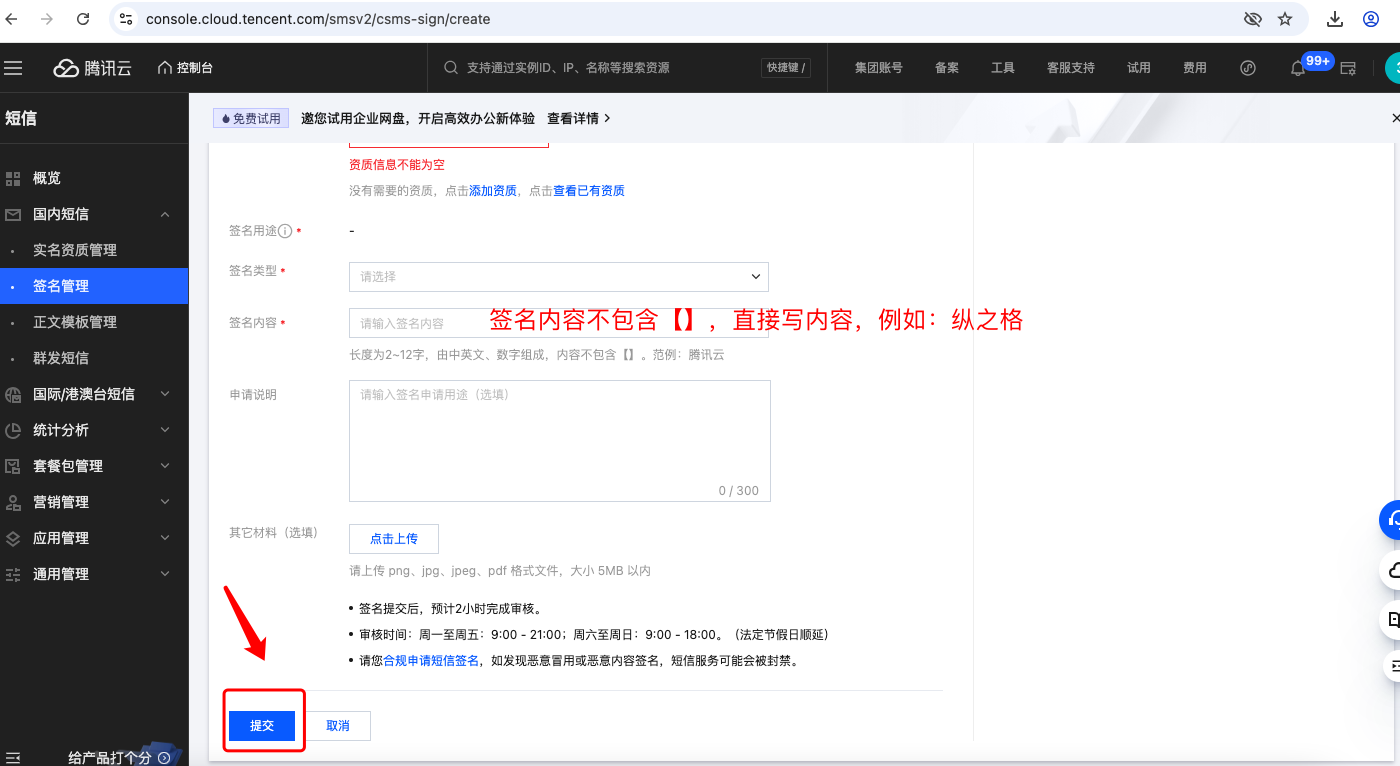 console.cloud.tencent.com/smsv2/csms-sign/create
腾讯云
控制台
支持通过实例ID、IP、名称等搜索资源
快捷键 /
集团账号
备案
工具
客服支持
试用
费用
99+
短信
免费试用
邀您试用企业网盘，开启高效办公新体验
查看详情
概览
国内短信
实名资质管理
签名管理
正文模板管理
群发短信
国际/港澳台短信
统计分析
套餐包管理
营销管理
应用管理
通用管理
给产品打个分
资质信息不能为空
没有需要的资质，点击添加资质，点击查看已有资质
签名用途 *
-
签名类型 *
请选择
签名内容 *
请输入签名内容
签名内容不包含【】，直接写内容，例如：纵之格
长度为2~12字，由中英文、数字组成，内容不包含【】。范例：腾讯云
申请说明
请输入签名申请用途（选填）
0 / 300
其它材料（选填）
点击上传
请上传 png、jpg、jpeg、pdf 格式文件，大小 5MB 以内
• 签名提交后，预计2小时完成审核。
• 审核时间：周一至周五：9:00 - 21:00；周六至周日：9:00 - 18:00。（法定节假日顺延）
• 请您合规申请短信签名，如发现恶意冒用或恶意内容签名，短信服务可能会被封禁。
提交
取消